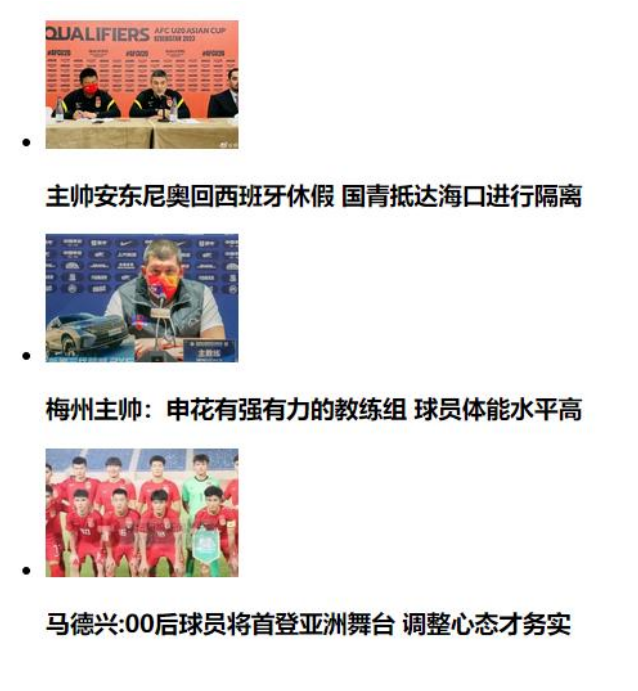 QUALIFIERS
AFC U20 ASIAN CUP
UZBEKISTAN 2023
主帅安东尼奥回西班牙休假 国青抵达海口进行隔离
主教练
梅州主帅：申花有强有力的教练组 球员体能水平高
马德兴:00后球员将首登亚洲舞台 调整心态才务实